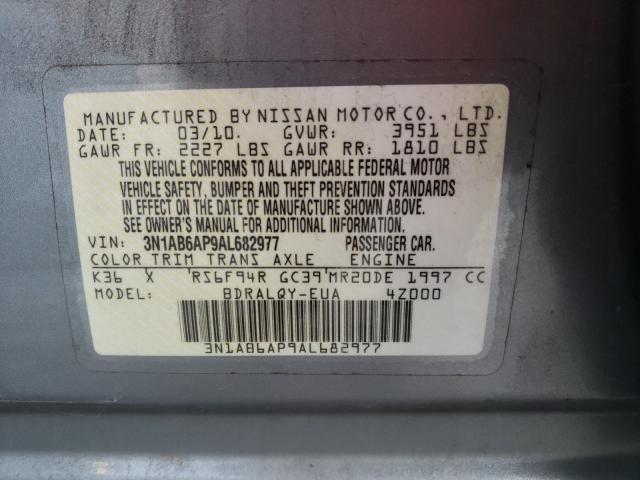 MANUFACTURED BY NISSAN MOTOR CO., LTD.
DATE: 03/10. GVWR: 3951 LBS
GAWR FR: 2227 LBS GAWR RR: 1810 LBS
THIS VEHICLE CONFORMS TO ALL APPLICABLE FEDERAL MOTOR
VEHICLE SAFETY, BUMPER AND THEFT PREVENTION STANDARDS
IN EFFECT ON THE DATE OF MANUFACTURE SHOWN ABOVE.
SEE OWNER'S MANUAL FOR ADDITIONAL INFORMATION.
VIN: 3N1AB6AP9AL682977 PASSENGER CAR.
COLOR TRIM TRANS AXLE ENGINE
K36 X 'RS6F94R GC39'MR20DE 1997 CC
MODEL: BDRALQY-EUA 4Z000
3N1AB6AP9AL682977